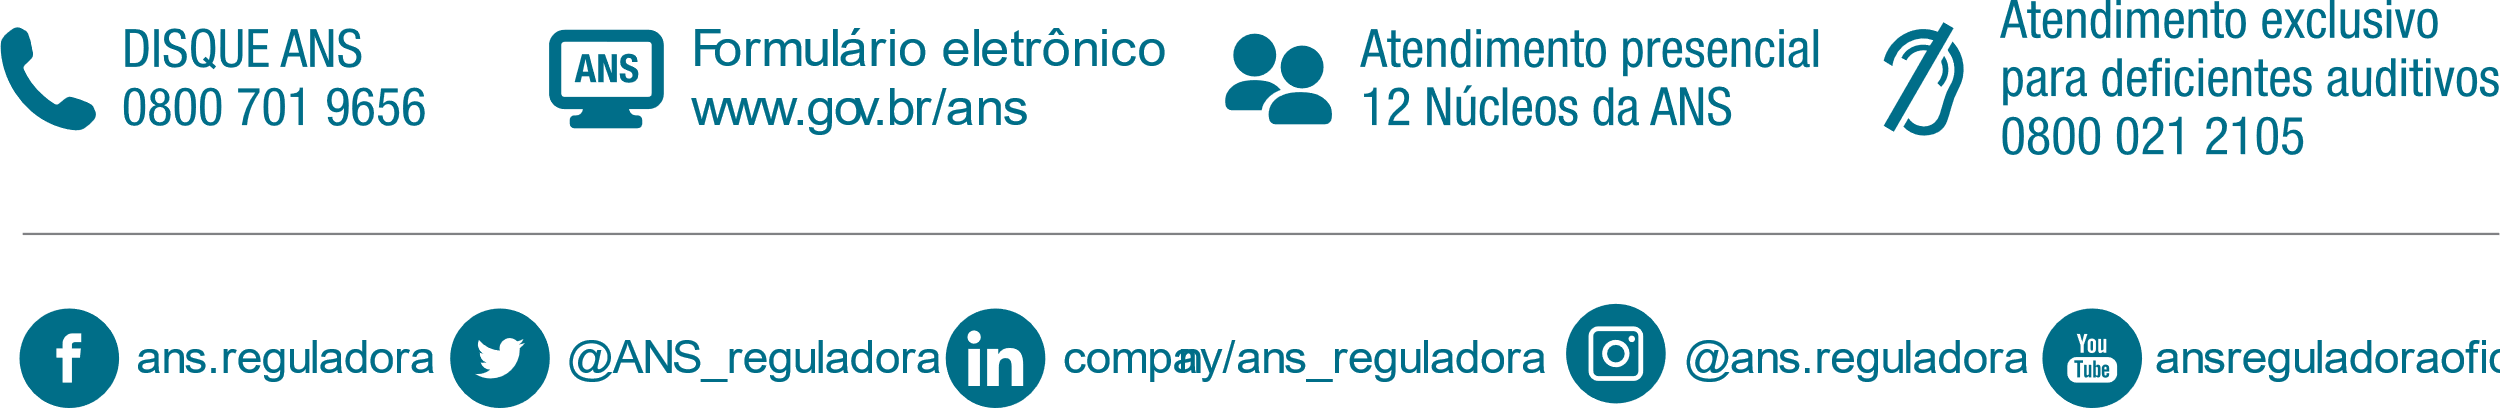 DISQUE ANS
0800 701 9656
ANS
Formulário eletrônico
www.gov.br/ans
Atendimento presencial
12 Núcleos da ANS
Atendimento exclusivo
para deficientes auditivos
0800 021 2105
ans.reguladora
@ANS_reguladora
in
/ans_reguladora
@ans.reguladora
You
Tube
ansreguladoraofic